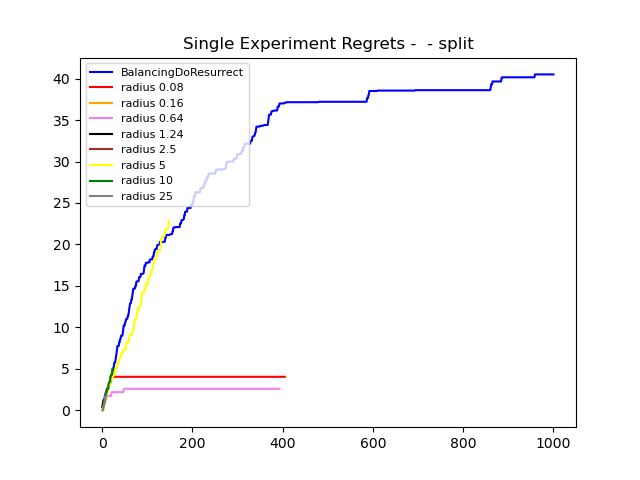 Single Experiment Regrets -  - split
BalancingDoResurrect
radius 0.08
radius 0.16
radius 0.64
radius 1.24
radius 2.5
radius 5
radius 10
radius 25
40
35
30
25
20
15
10
5
0
0 200 400 600 800 1000